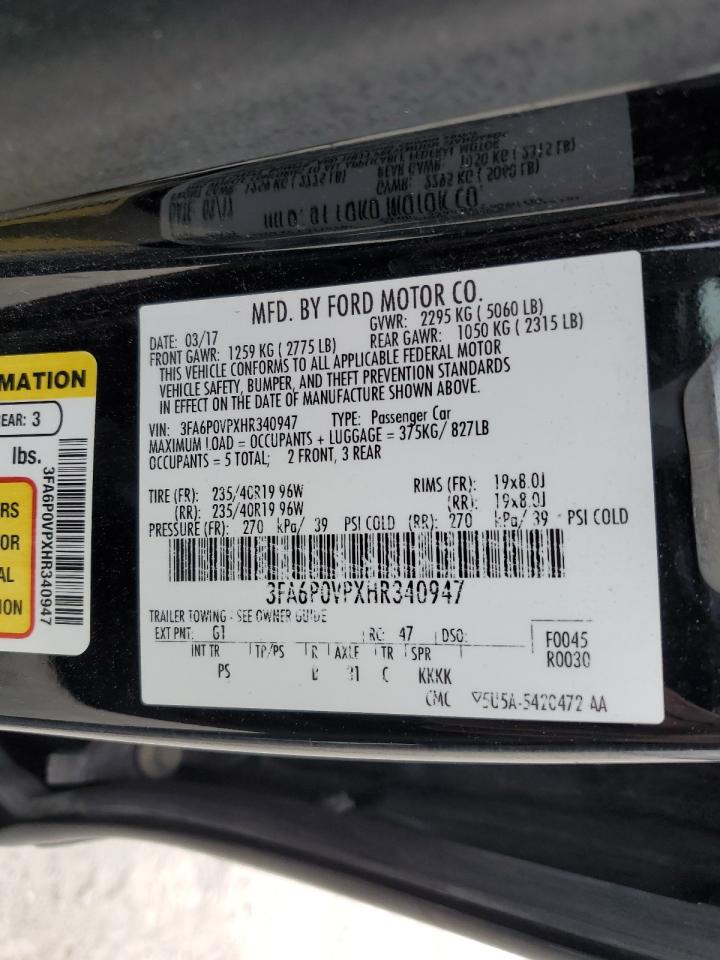 MFD. BY FORD MOTOR CO.
DATE: 03/17 GVWR: 2295 KG ( 5060 LB)
FRONT GAWR: 1259 KG ( 2775 LB) REAR GAWR: 1050 KG ( 2315 LB)
THIS VEHICLE CONFORMS TO ALL APPLICABLE FEDERAL MOTOR
VEHICLE SAFETY, BUMPER, AND THEFT PREVENTION STANDARDS
IN EFFECT ON THE DATE OF MANUFACTURE SHOWN ABOVE.
VIN: 3FA6P0VPXHR340947 TYPE: Passenger Car
MAXIMUM LOAD = OCCUPANTS + LUGGAGE = 375KG/ 827LB
OCCUPANTS = 5 TOTAL; 2 FRONT, 3 REAR
TIRE (FR): 235/40R19 96W RIMS (FR): 19x8.0J
(RR): 235/40R19 96W (RR): 19x8.0J
PRESSURE (FR): 270 kPa/ 39 PSI COLD (RR): 270 kPa/ 39 PSI COLD
3FA6P0VPXHR340947
TRAILER TOWING - SEE OWNER GUIDE
EXT PNT: G1 RC: 47 DSO: F0045
INT TR TP/PS R AXLE TR SPR R0030
PS C KKKK
CMC 5U5A-5420472 AA
MATION
EAR: 3
lbs.
RS
OR
AL
ION
3FA6P0VPXHR340947